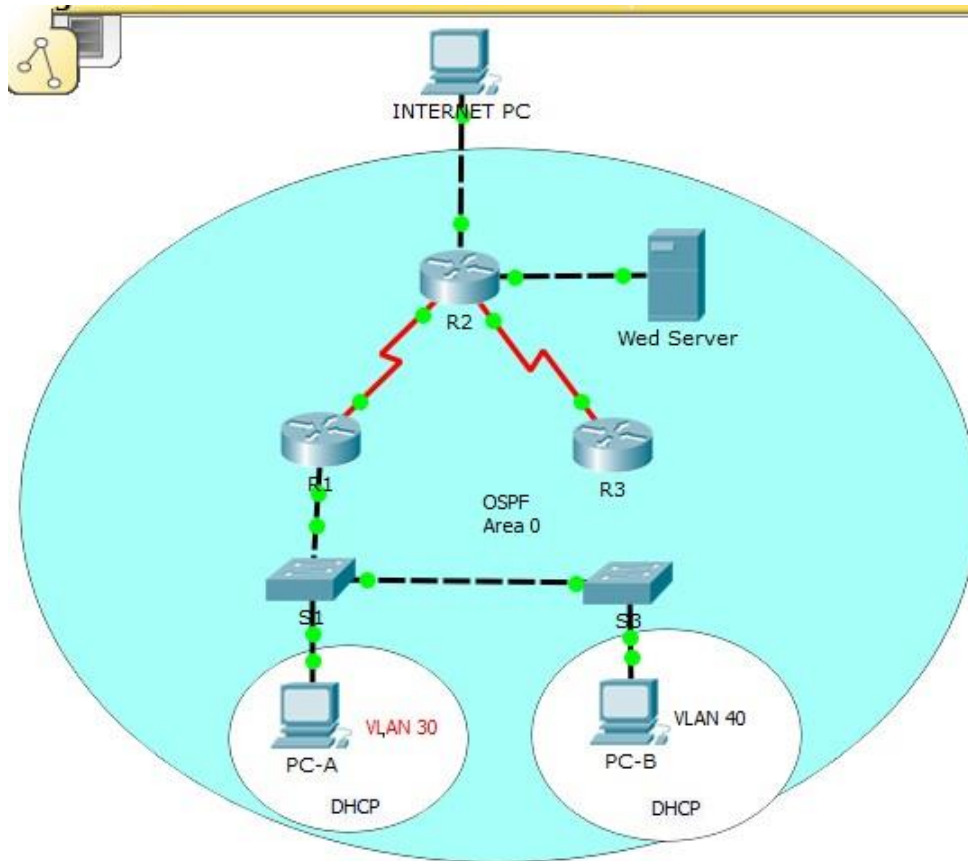 INTERNET PC
R2
Wed Server
R1
R3
OSPF
Area 0
S1
S3
PC-A
VLAN 30
DHCP
PC-B
VLAN 40
DHCP